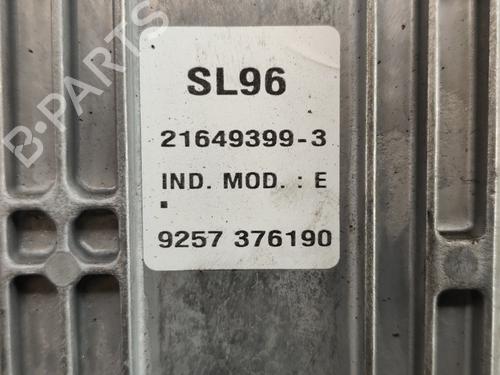 B-PARTS
SL96
21649399-3
IND. MOD. : E
9257 376190